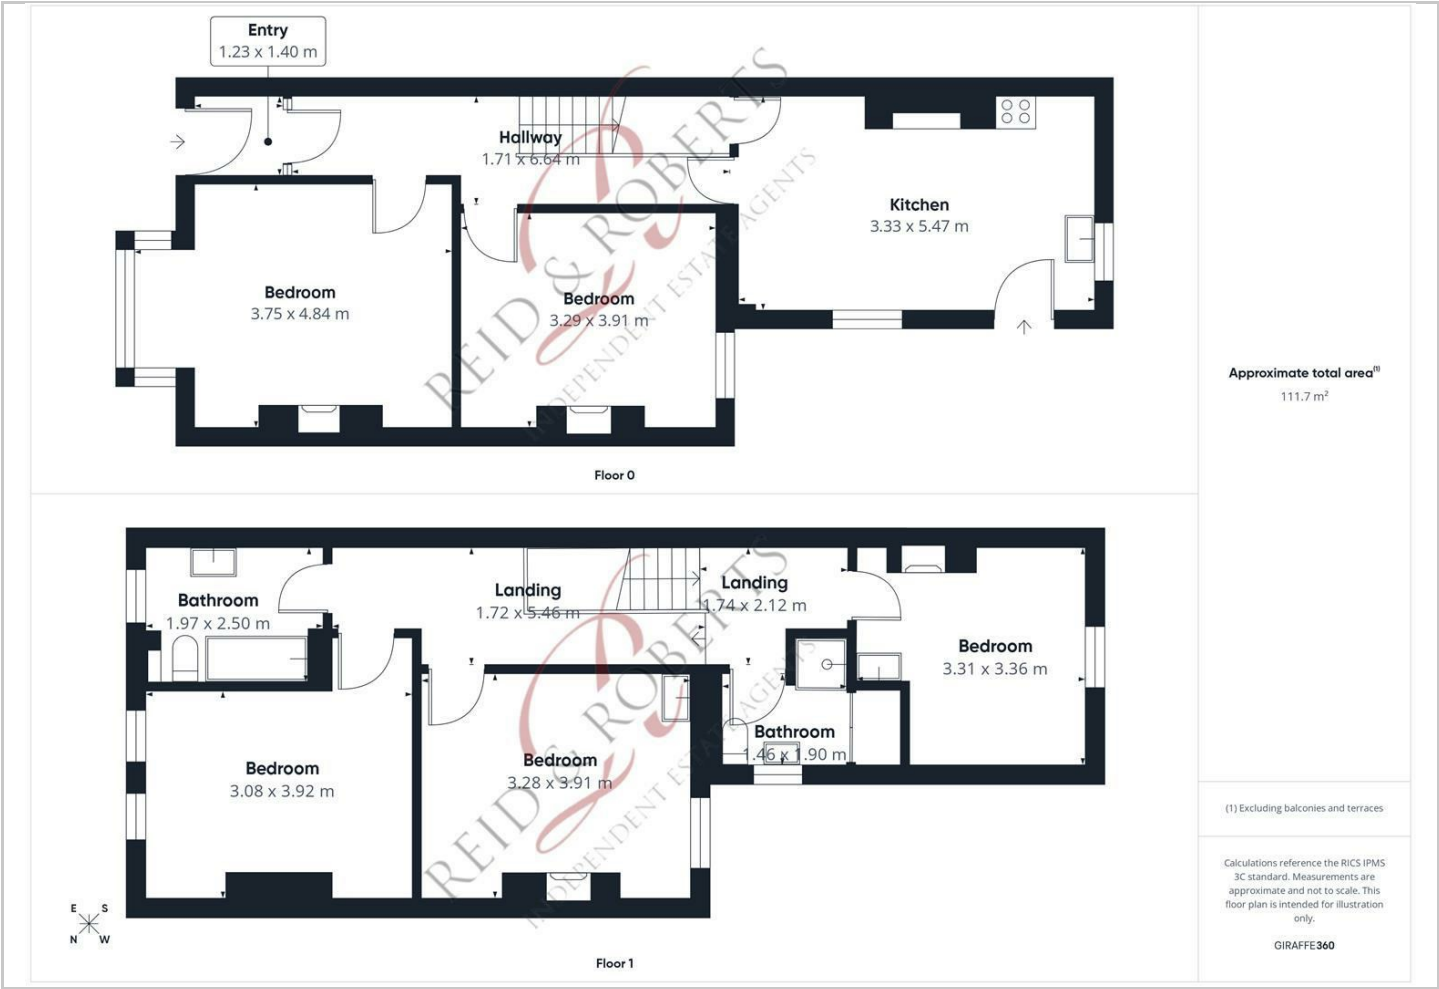 Entry
1.23 x 1.40 m
Hallway
1.71 x 6.64 m
Kitchen
3.33 x 5.47 m
Bedroom
3.75 x 4.84 m
Bedroom
3.29 x 3.91 m
REID & ROBERTS
INDEPENDENT ESTATE AGENTS
Floor 0
Approximate total area(1)
111.7 m²
Bathroom
1.97 x 2.50 m
Landing
1.72 x 5.46 m
Landing
1.74 x 2.12 m
Bedroom
3.31 x 3.36 m
Bathroom
1.46 x 1.90 m
Bedroom
3.08 x 3.92 m
Bedroom
3.28 x 3.91 m
REID & ROBERTS
INDEPENDENT ESTATE AGENTS
E S
N W
Floor 1
(1) Excluding balconies and terraces
Calculations reference the RICS IPMS
3C standard. Measurements are
approximate and not to scale. This
floor plan is intended for illustration
only.
GIRAFFE360